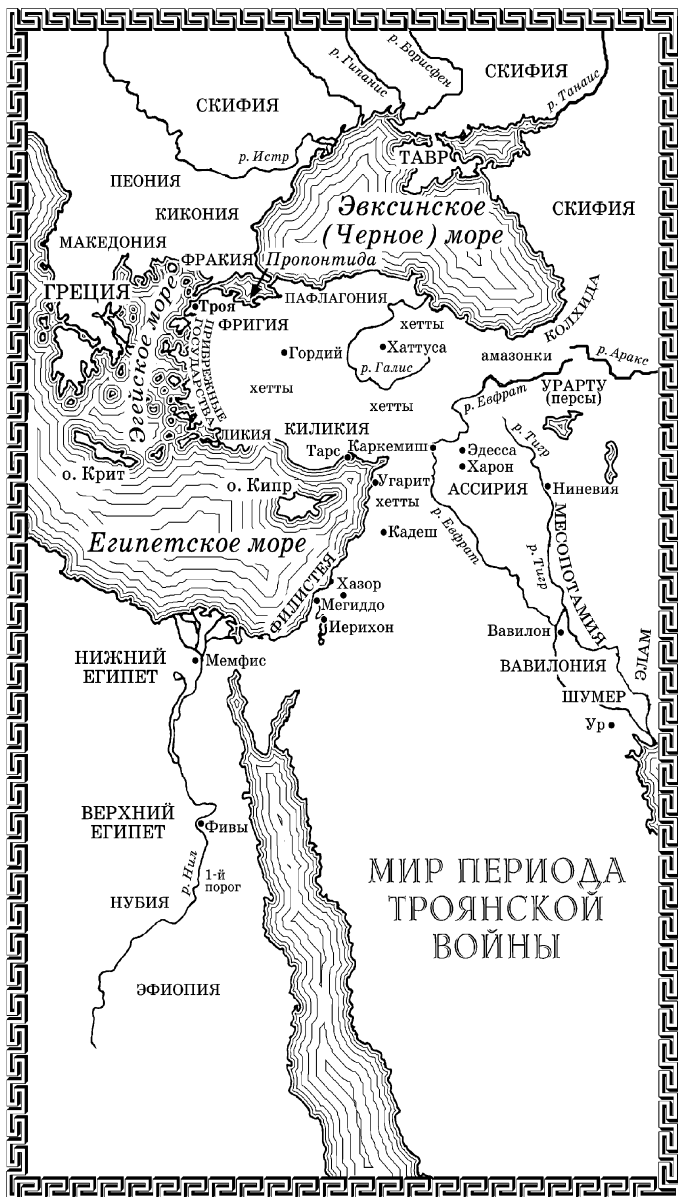 р. Борисфен
р. Гипанис
СКИФИЯ
СКИФИЯ
р. Танаис
р. Истр
ТАВР
ПЕОНИЯ
КИКОНИЯ
Эвксинское
(Черное) море
СКИФИЯ
МАКЕДОНИЯ
ФРАКИЯ
Пропонтида
ГРЕЦИЯ
Троя
ПАФЛАГОНИЯ
КОЛХИДА
ФРИГИЯ
хетты
Эгейское море
ПРИБРЕЖНЫЕ
ГОСУДАРСТВА
Гордий
Хаттуса
р. Галис
амазонки
р. Аракс
хетты
хетты
р. Евфрат
УРАРТУ
(персы)
ЛИКИЯ
КИЛИКИЯ
Тарс
Каркемиш
р. Тигр
Эдесса
Харон
о. Крит
о. Кипр
Угарит
АССИРИЯ
Ниневия
хетты
Египетское море
Кадеш
р. Евфрат
р. Тигр
МЕСОПОТАМИЯ
ФИЛИСТЕЯ
Хазор
Мегиддо
Иерихон
Вавилон
ЭЛАМ
НИЖНИЙ
ЕГИПЕТ
Мемфис
ВАВИЛОНИЯ
ШУМЕР
Ур
ВЕРХНИЙ
ЕГИПЕТ
Фивы
р. Нил
1-й
порог
НУБИЯ
ЭФИОПИЯ
МИР ПЕРИОДА
ТРОЯНСКОЙ
ВОЙНЫ